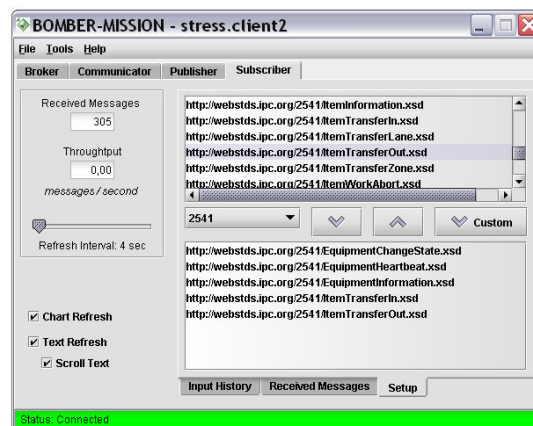 BOMBER-MISSION - stress.client2
File Tools Help
Broker Communicator Publisher Subscriber
Received Messages
305
Throughtput
0,00
messages / second
Refresh Interval: 4 sec
Chart Refresh
Text Refresh
Scroll Text
http://webstds.ipc.org/2541/ItemInformation.xsd
http://webstds.ipc.org/2541/ItemTransferIn.xsd
http://webstds.ipc.org/2541/ItemTransferLane.xsd
http://webstds.ipc.org/2541/ItemTransferOut.xsd
http://webstds.ipc.org/2541/ItemTransferZone.xsd
http://webstds.ipc.org/2541/ItemWorkAbort.xsd
2541
Custom
http://webstds.ipc.org/2541/EquipmentChangeState.xsd
http://webstds.ipc.org/2541/EquipmentHeartbeat.xsd
http://webstds.ipc.org/2541/EquipmentInformation.xsd
http://webstds.ipc.org/2541/ItemTransferIn.xsd
http://webstds.ipc.org/2541/ItemTransferOut.xsd
Input History Received Messages Setup
Status: Connected